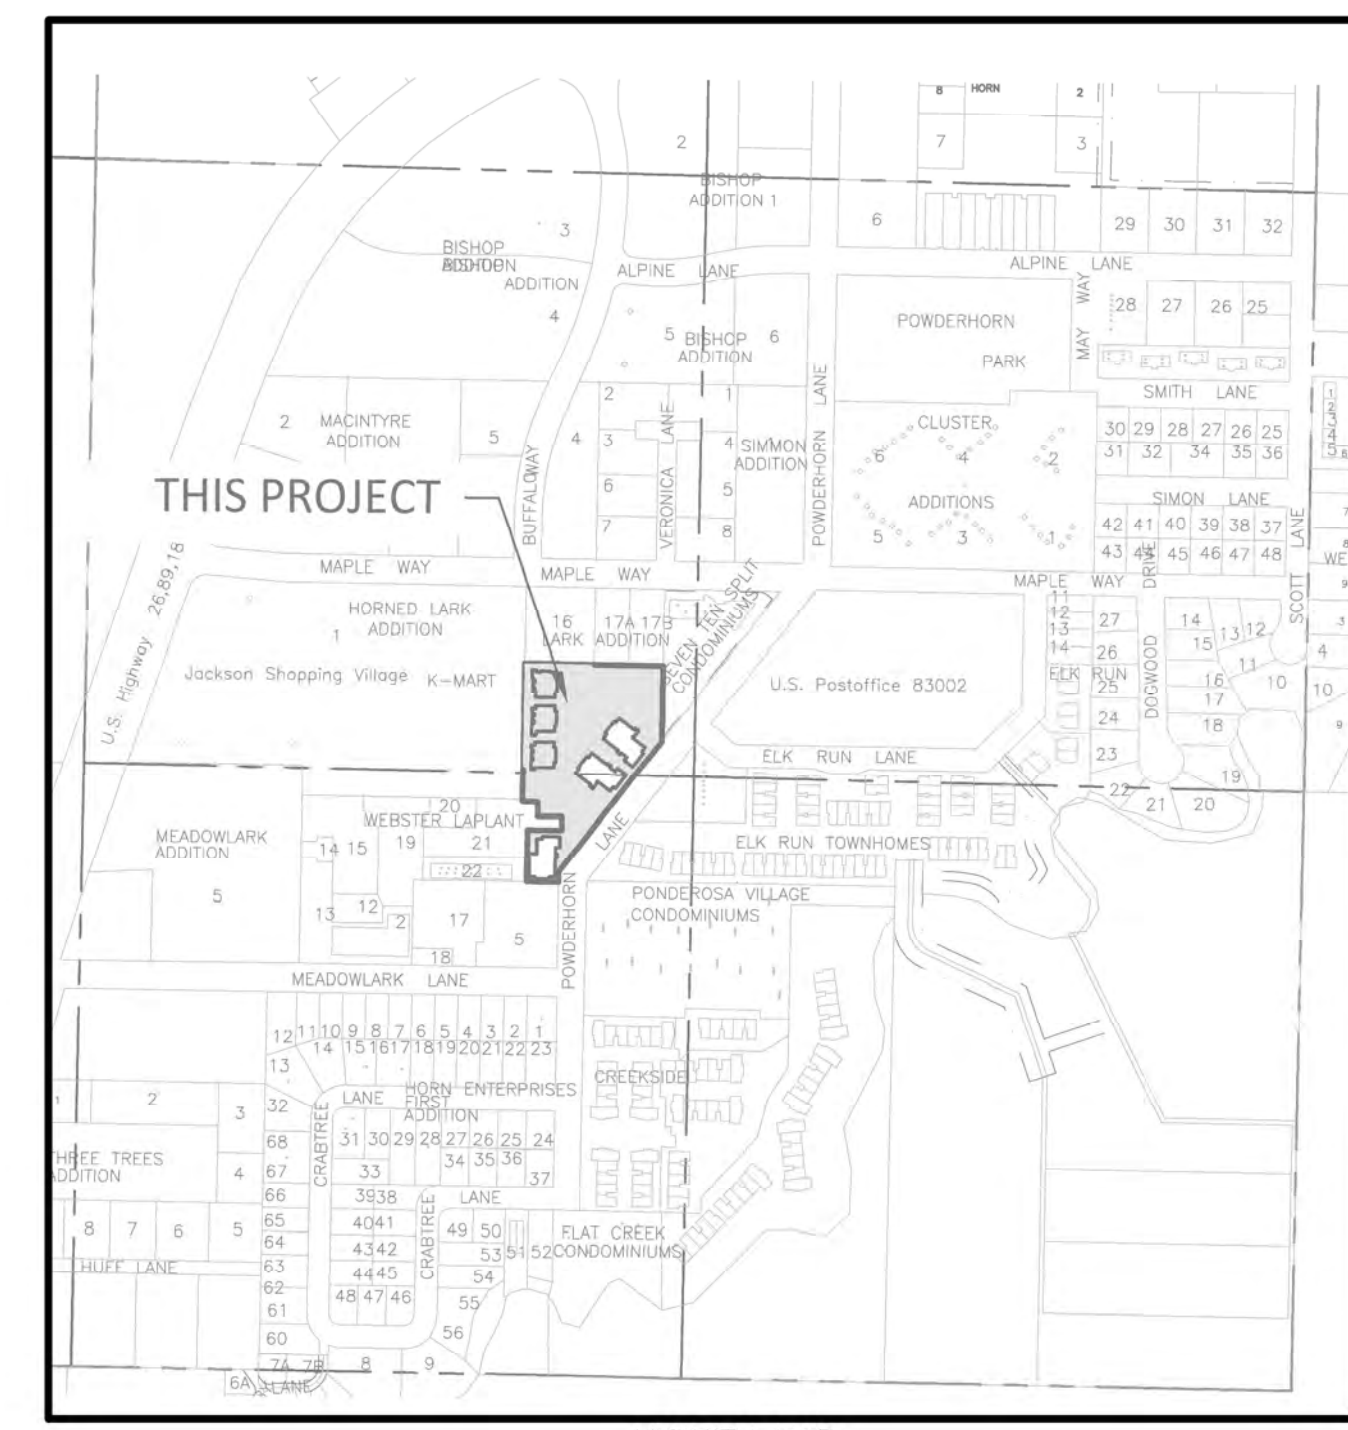 8 HORN 2
2 7 3
BISHOP
ADDITION 1
3 6 29 30 31 32
BISHOP
ADDITION
ADDITION
ALPINE LANE
ALPINE LANE
4
5 BISHOP 6
ADDITION
POWDERHORN
PARK
MAY WAY
28 27 26 25
SMITH LANE
2 MACINTYRE
ADDITION
5 4
BUFFALO WAY
2 1
3 4
6 5
7 8
VERONICA LANE
SIMMON
ADDITION
POWDERHORN LANE
CLUSTER
6 4 2
ADDITIONS
5 3 1
30 29 28 27 26 25
31 32 34 35 36
SIMON LANE
42 41 40 39 38 37
43 44 45 46 47 48
SCOTT LANE
1
2
3
4
5
7
8
WE
9
3
4
10
9
THIS PROJECT
MAPLE WAY
MAPLE WAY
MAPLE WAY
U.S. Highway 26,89,18
HORNED LARK
ADDITION
1
Jackson Shopping Village K-MART
16 17A 17B
LARK ADDITION
SEVEN TEN SPLIT
CONDOMINIUMS
U.S. Postoffice 83002
11
12
13
14
27
26
ELK RUN
25
24
23
22
DOGWOOD DRIVE
14
15 13 12
11
16 10
17
18
19
21 20
ELK RUN LANE
ELK RUN TOWNHOMES
MEADOWLARK
ADDITION
5
20
WEBSTER LAPLANT
14 15 19 21
22
13 12
2 17
18
5
POWDERHORN LANE
PONDEROSA VILLAGE
CONDOMINIUMS
MEADOWLARK LANE
12 11 10 9 8 7 6 5 4 3 2 1
14 15 16 17 18 19 20 21 22 23
13
CREEKSIDE
LANE
HORN ENTERPRISES
FIRST
ADDITION
1 2 3
4
THREE TREES
ADDITION
8 7 6 5
HUFF LANE
32
68
67
66
65
64
63
62
61
60
CRABTREE
31 30 29 28 27 26 25 24
33 34 35 36
37
39 38 LANE
40 41
43 42
44 45
48 47 46
CRABTREE
49 50
53 51 52
54
55
56
FLAT CREEK
CONDOMINIUMS
7A 7B 8 9
6A LANE